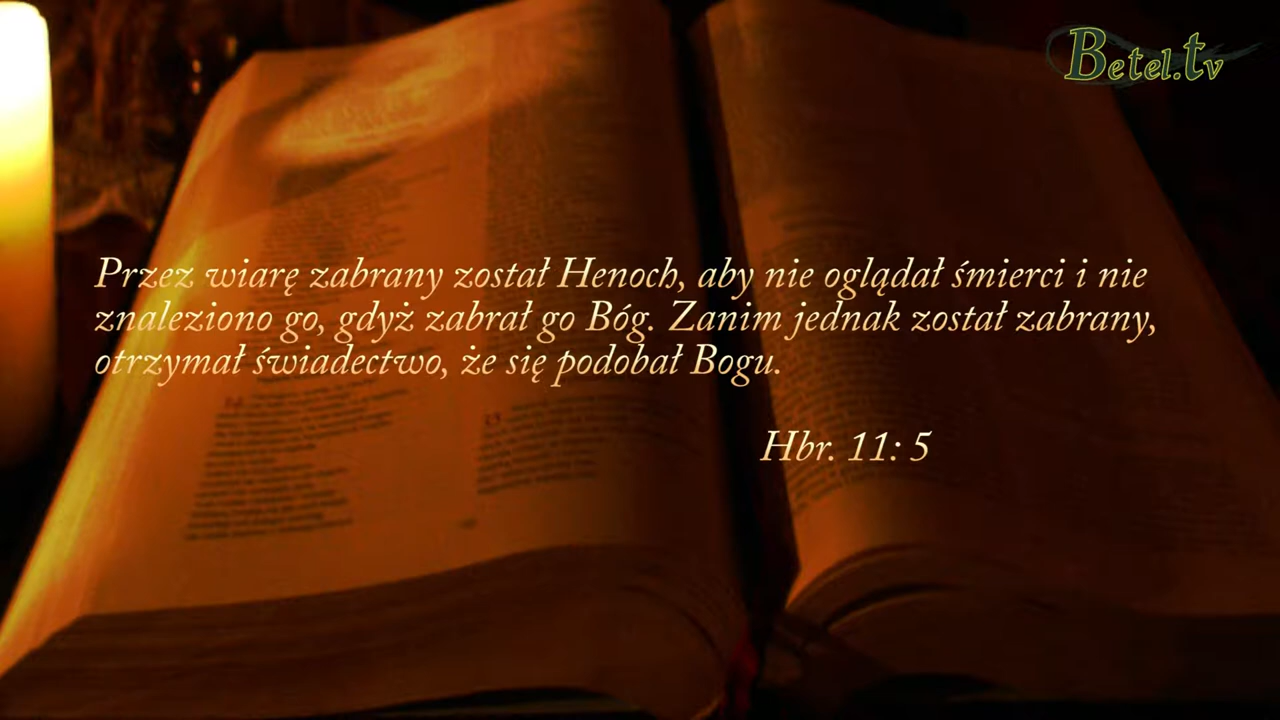 Betel.tv
Przez wiarę zabrany został Henoch, aby nie oglądał śmierci i nie
znaleziono go, gdyż zabrał go Bóg. Zanim jednak został zabrany,
otrzymał świadectwo, że się podobał Bogu.
Hbr. 11: 5